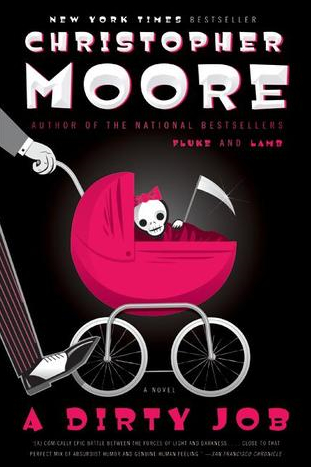 NEW YORK TIMES BESTSELLER
CHRISTOPHER
MOORE
AUTHOR OF THE NATIONAL BESTSELLERS
FLUKE AND LAMB
A NOVEL
A DIRTY JOB
"[A] COMICALLY EPIC BATTLE BETWEEN THE FORCES OF LIGHT AND DARKNESS . . . . CLOSE TO THAT
PERFECT MIX OF ABSURDIST HUMOR AND GENUINE HUMAN FEELING." —SAN FRANCISCO CHRONICLE